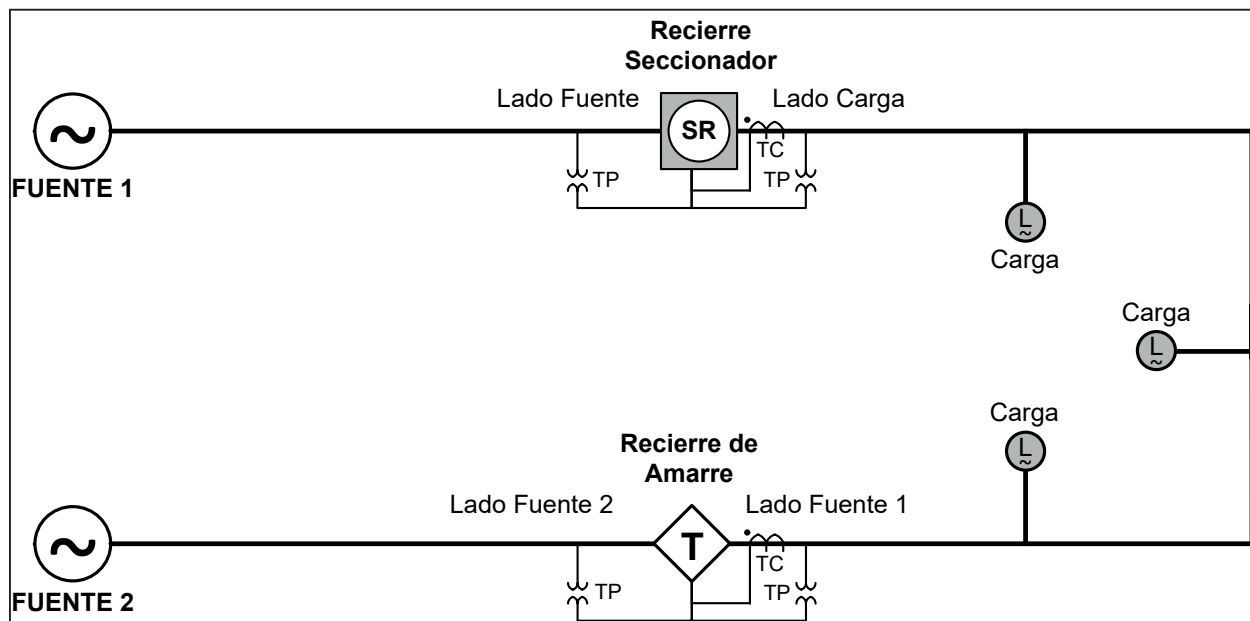 Recierre
Seccionador
Lado Fuente
Lado Carga
~
SR
TC
TP
TP
FUENTE 1
L
~
Carga
Carga
L
~
Carga
L
~
Recierre de
Amarre
Lado Fuente 2
Lado Fuente 1
~
T
TC
TP
TP
FUENTE 2